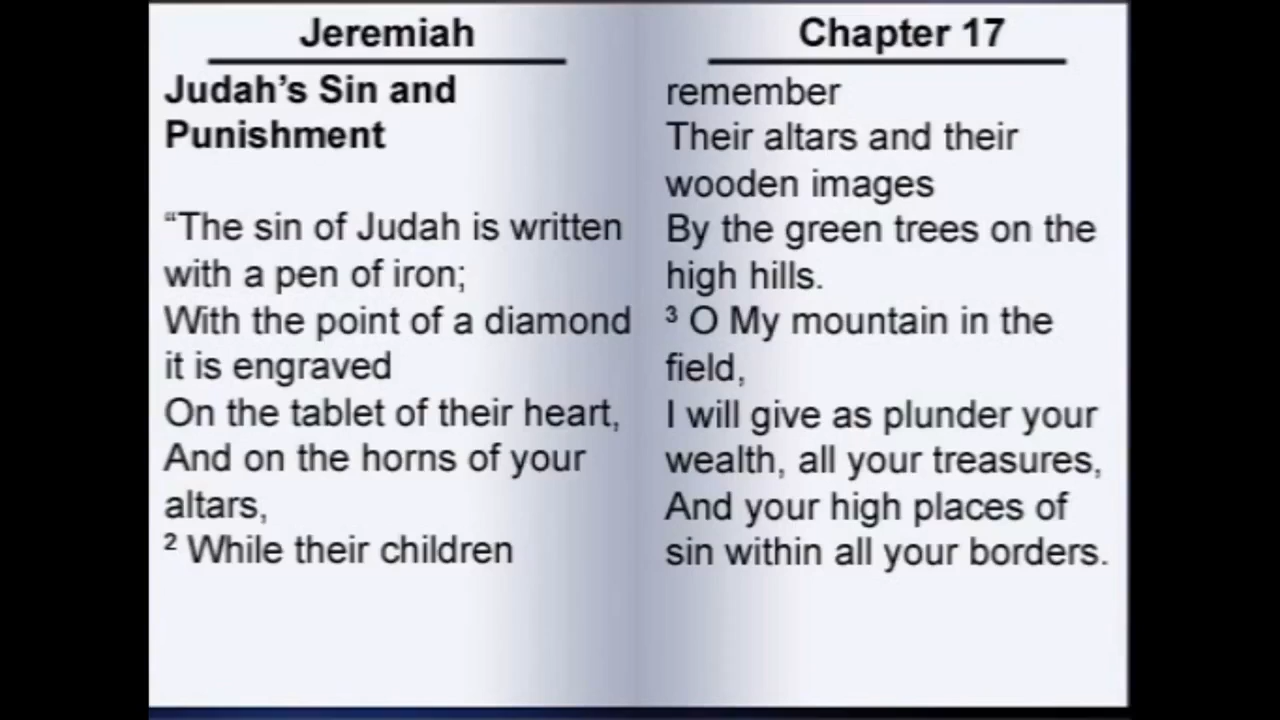 Jeremiah
Judah’s Sin and
Punishment
“The sin of Judah is written
with a pen of iron;
With the point of a diamond
it is engraved
On the tablet of their heart,
And on the horns of your
altars,
² While their children
Chapter 17
remember
Their altars and their
wooden images
By the green trees on the
high hills.
³ O My mountain in the
field,
I will give as plunder your
wealth, all your treasures,
And your high places of
sin within all your borders.